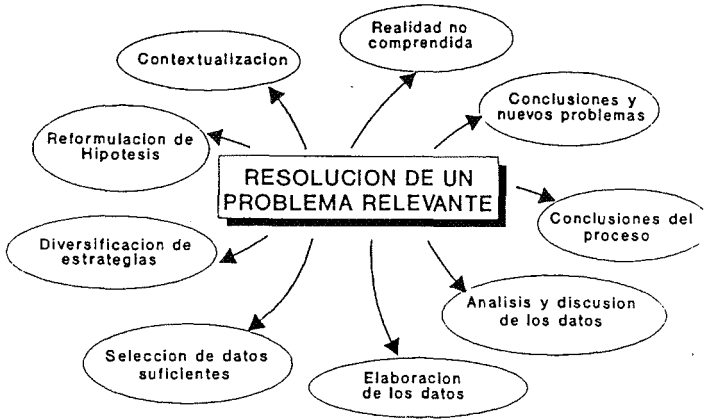 Realidad no
comprendida
Contextualizacion
Conclusiones y
nuevos problemas
Reformulacion de
Hipotesis
RESOLUCION DE UN
PROBLEMA RELEVANTE
Conclusiones del
proceso
Diversificacion de
estrategias
Analisis y discusion
de los datos
Seleccion de datos
suficientes
Elaboracion
de los datos